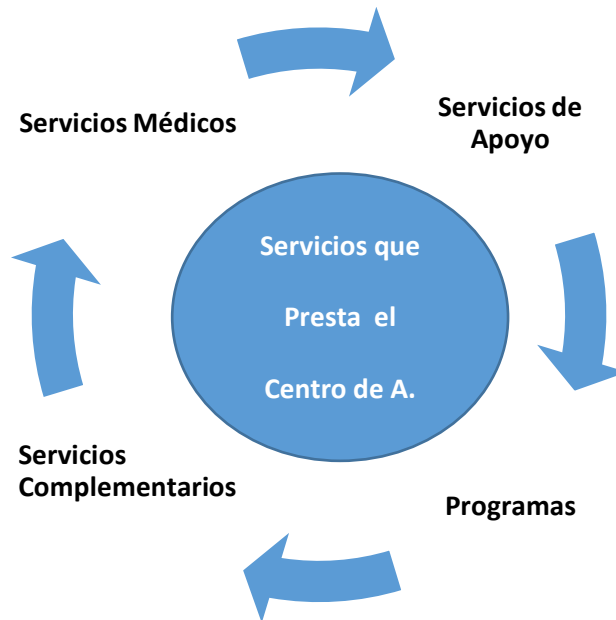 Servicios Médicos
Servicios de
Apoyo
Servicios que
Presta el
Centro de A.
Servicios
Complementarios
Programas